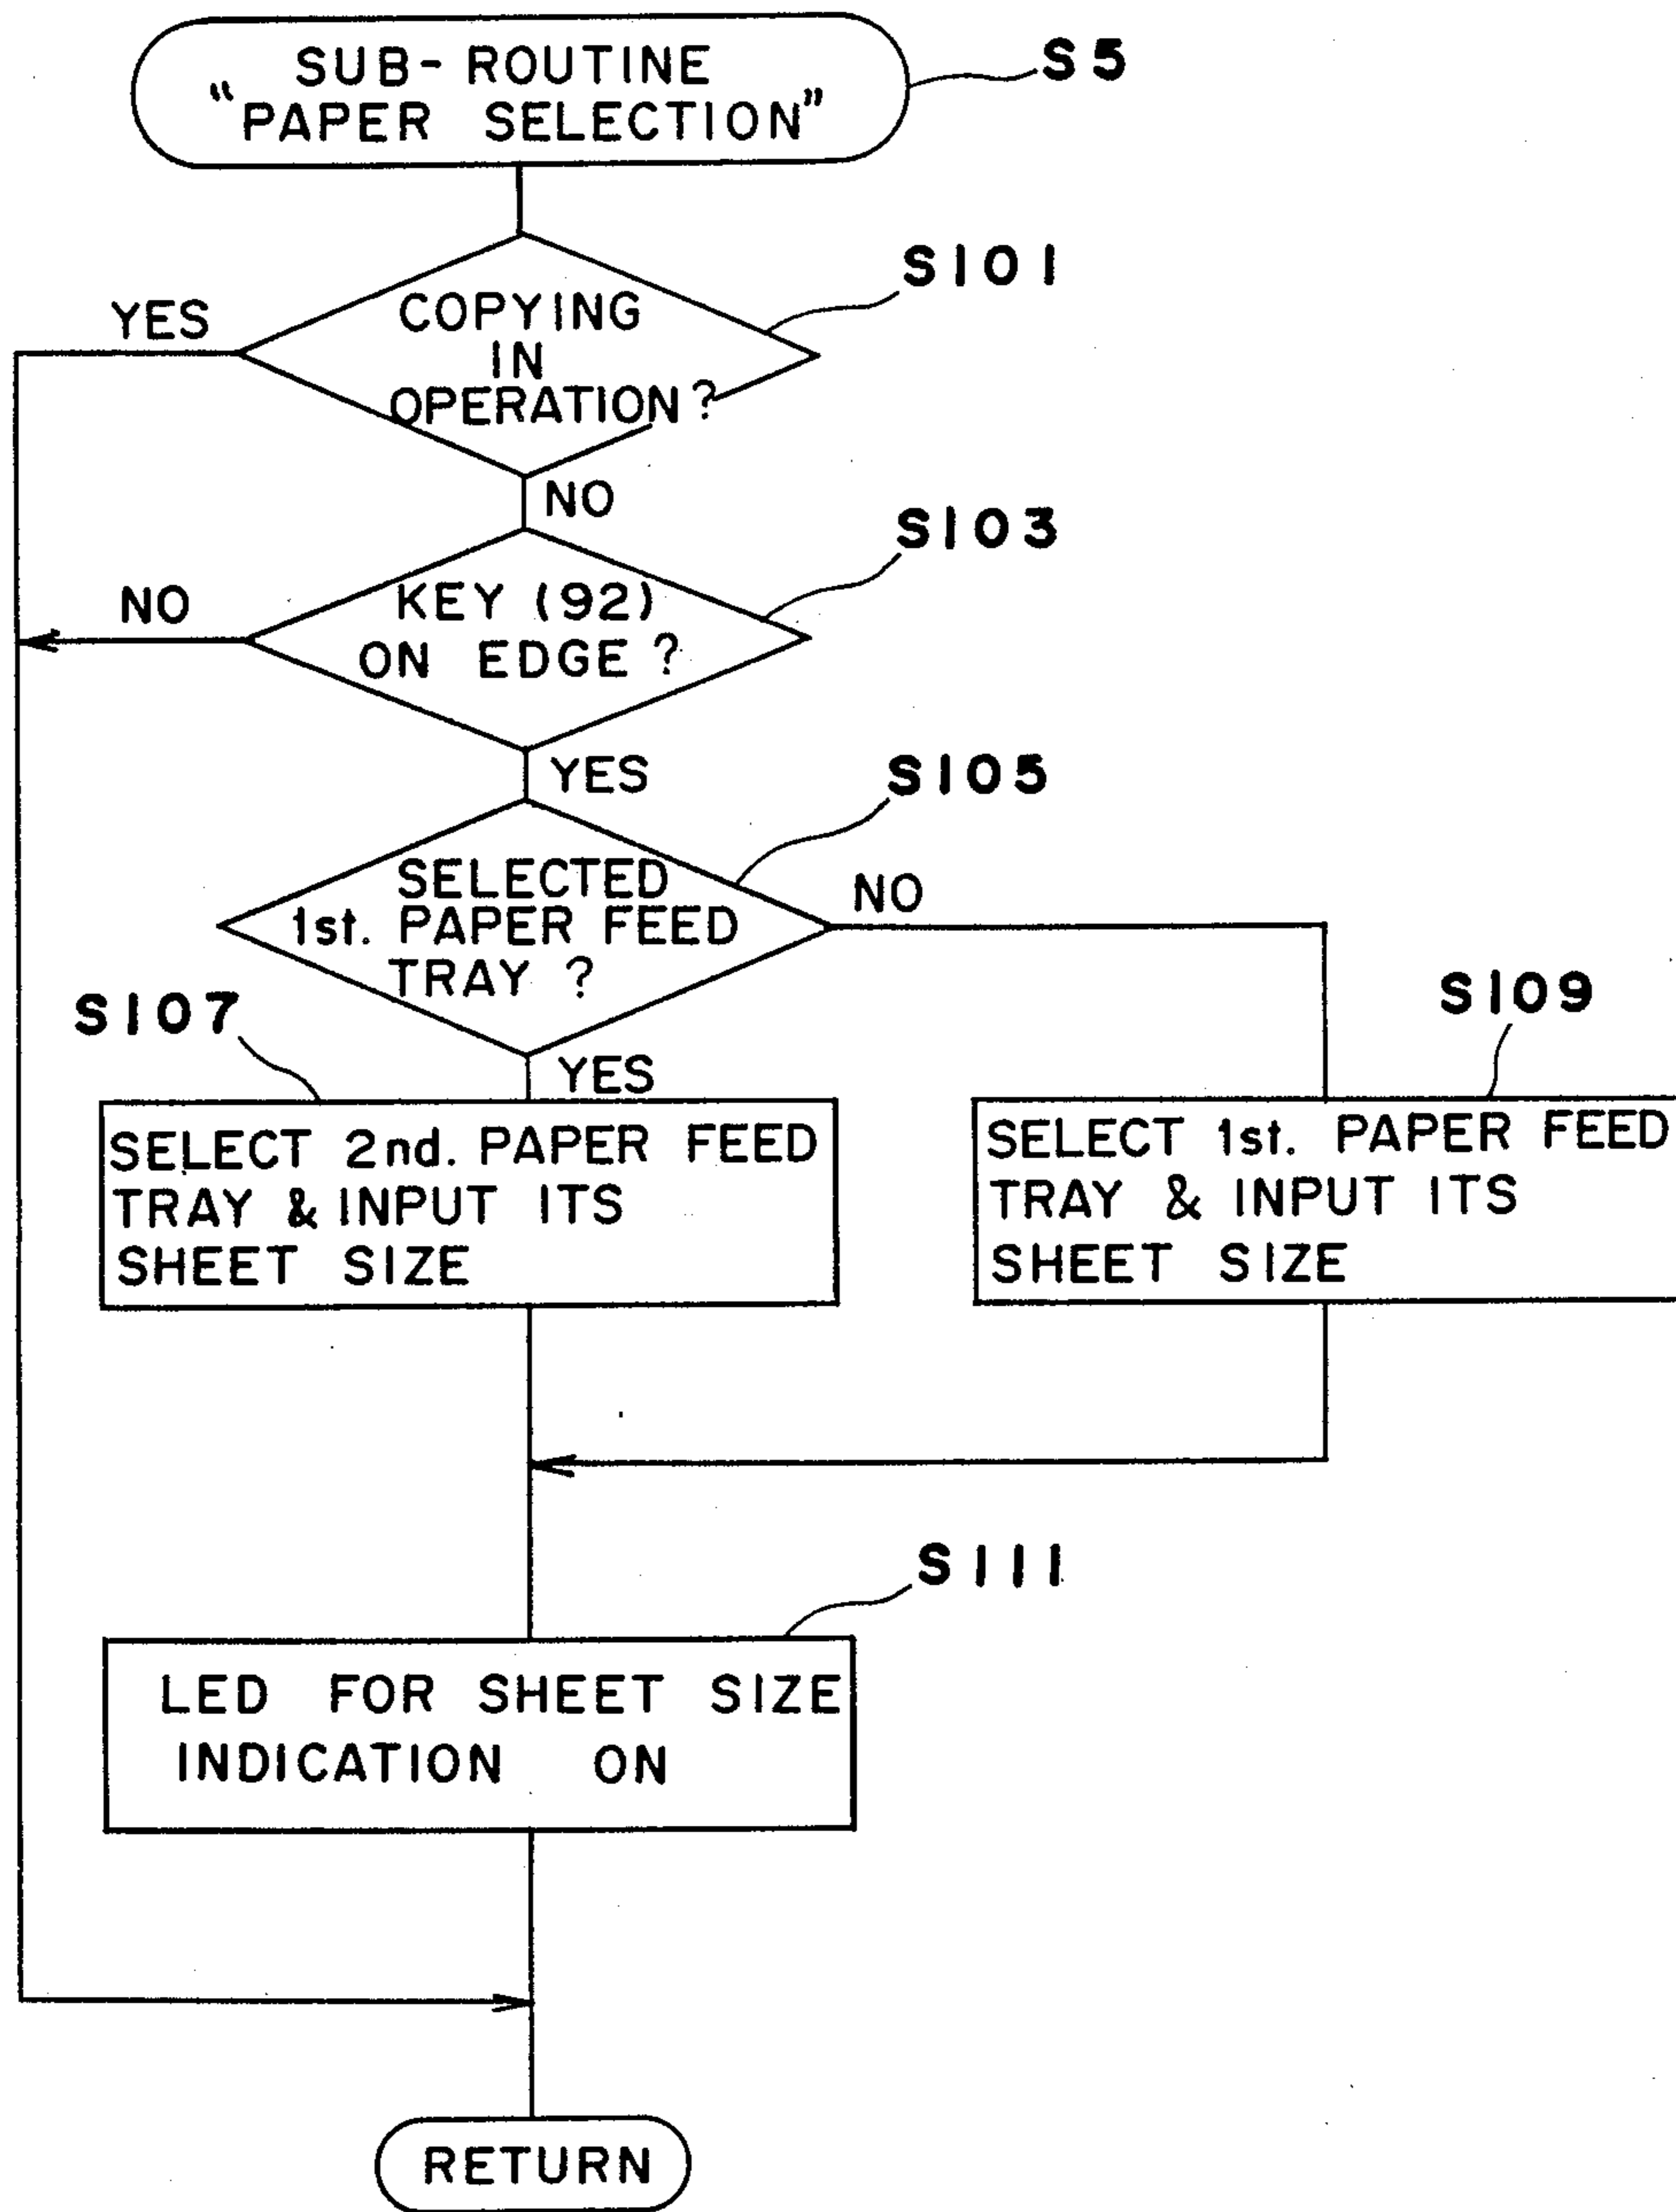 SUB-ROUTINE
"PAPER SELECTION"
S5
S101
YES
COPYING
IN
OPERATION?
NO
S103
NO
KEY (92)
ON EDGE ?
YES
S105
SELECTED
1st. PAPER FEED
TRAY ?
NO
S107
YES
S109
SELECT 2nd. PAPER FEED
TRAY & INPUT ITS
SHEET SIZE
SELECT 1st. PAPER FEED
TRAY & INPUT ITS
SHEET SIZE
S111
LED FOR SHEET SIZE
INDICATION ON
RETURN